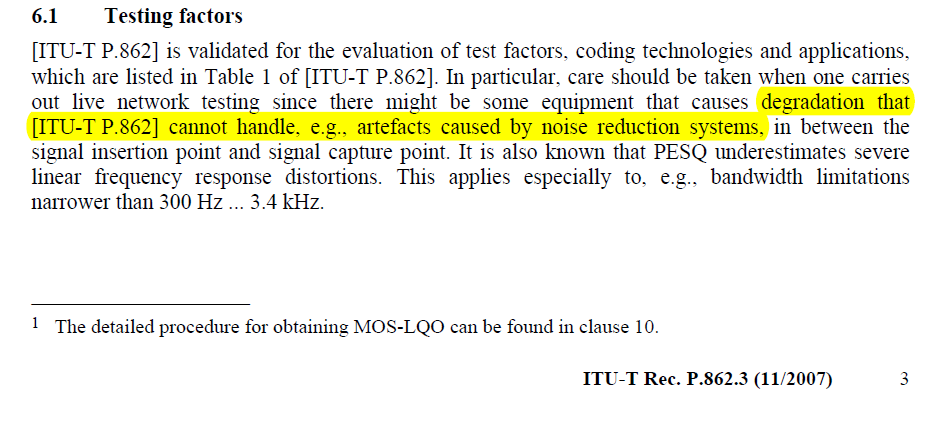 6.1 Testing factors
[ITU-T P.862] is validated for the evaluation of test factors, coding technologies and applications,
which are listed in Table 1 of [ITU-T P.862]. In particular, care should be taken when one carries
out live network testing since there might be some equipment that causes degradation that
[ITU-T P.862] cannot handle, e.g., artefacts caused by noise reduction systems, in between the
signal insertion point and signal capture point. It is also known that PESQ underestimates severe
linear frequency response distortions. This applies especially to, e.g., bandwidth limitations
narrower than 300 Hz ... 3.4 kHz.
1 The detailed procedure for obtaining MOS-LQO can be found in clause 10.
ITU-T Rec. P.862.3 (11/2007) 3